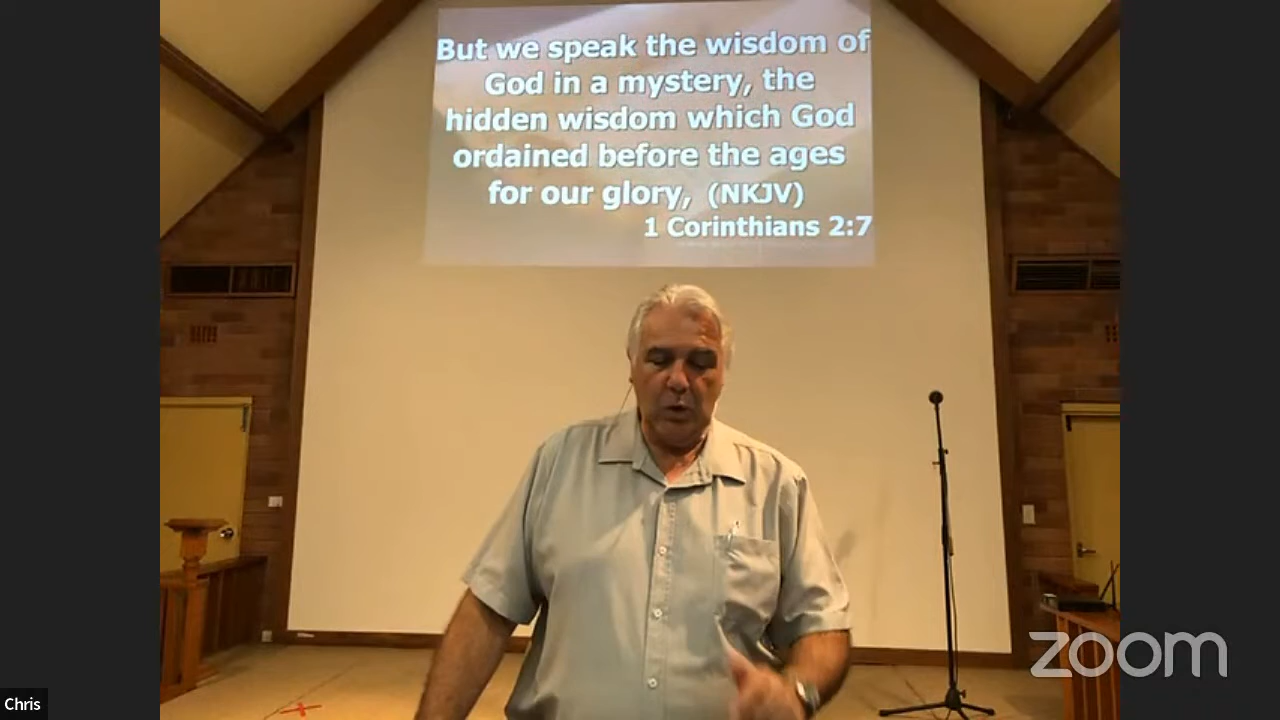 But we speak the wisdom of
God in a mystery, the
hidden wisdom which God
ordained before the ages
for our glory, (NKJV)
1 Corinthians 2:7
zoom
Chris